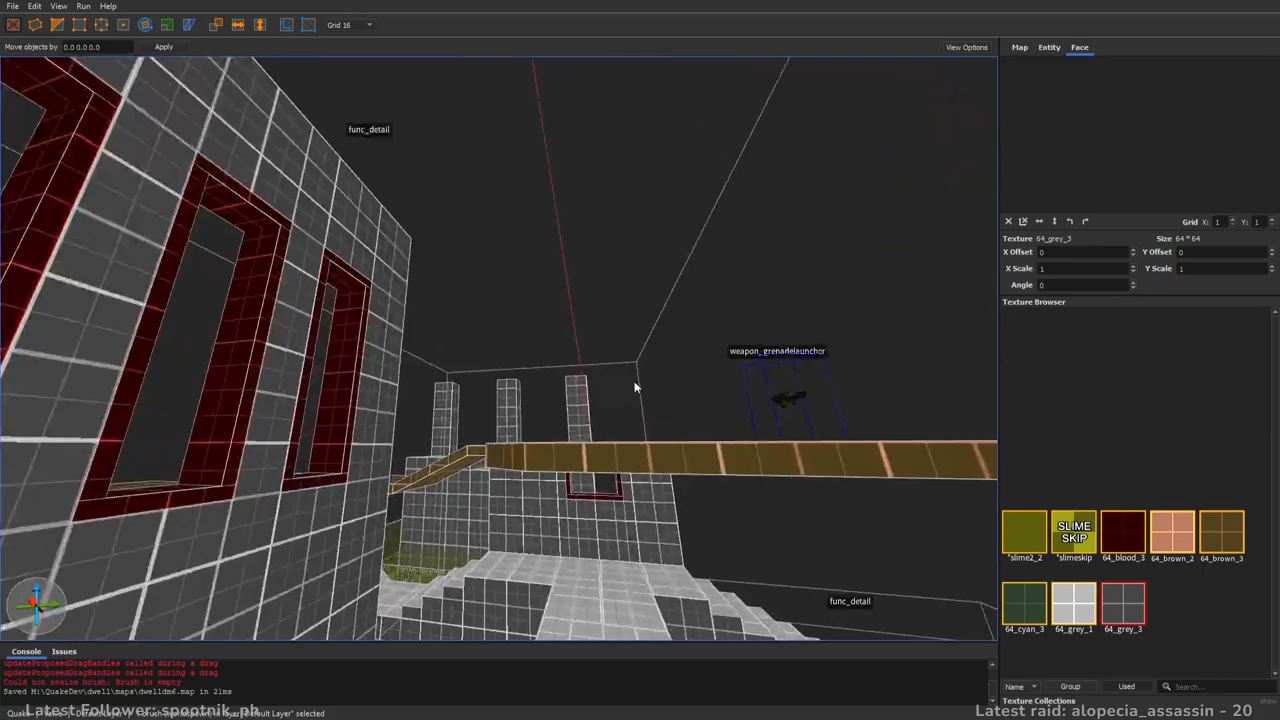 File Edit View Run Help
Grid 16
Move objects by 0.0 0.0 0.0 Apply View Options
Map Entity Face
func_detail
Grid X: 1 Y: 1
Texture 64_grey_3 Size 64 * 64
X Offset 0 Y Offset 0
X Scale 1 Y Scale 1
Angle 0
Texture Browser
weapon_grenadelauncher
SLIME
SKIP
*slime2_2 *slimeskip 64_blood_3 64_brown_2 64_brown_3
func_detail
64_cyan_3 64_grey_1 64_grey_3
Console Issues
updateProposedDragHandles called during a drag
updateProposedDragHandles called during a drag
Could not resize brush: Brush is empty
Saved M:\QuakeDev\dwell\maps\dwelldm6.map in 21ms
Name Group Used Search...
Texture Collections
Latest Follower: spootnik_ph
Latest raid: alopecia_assassin - 20